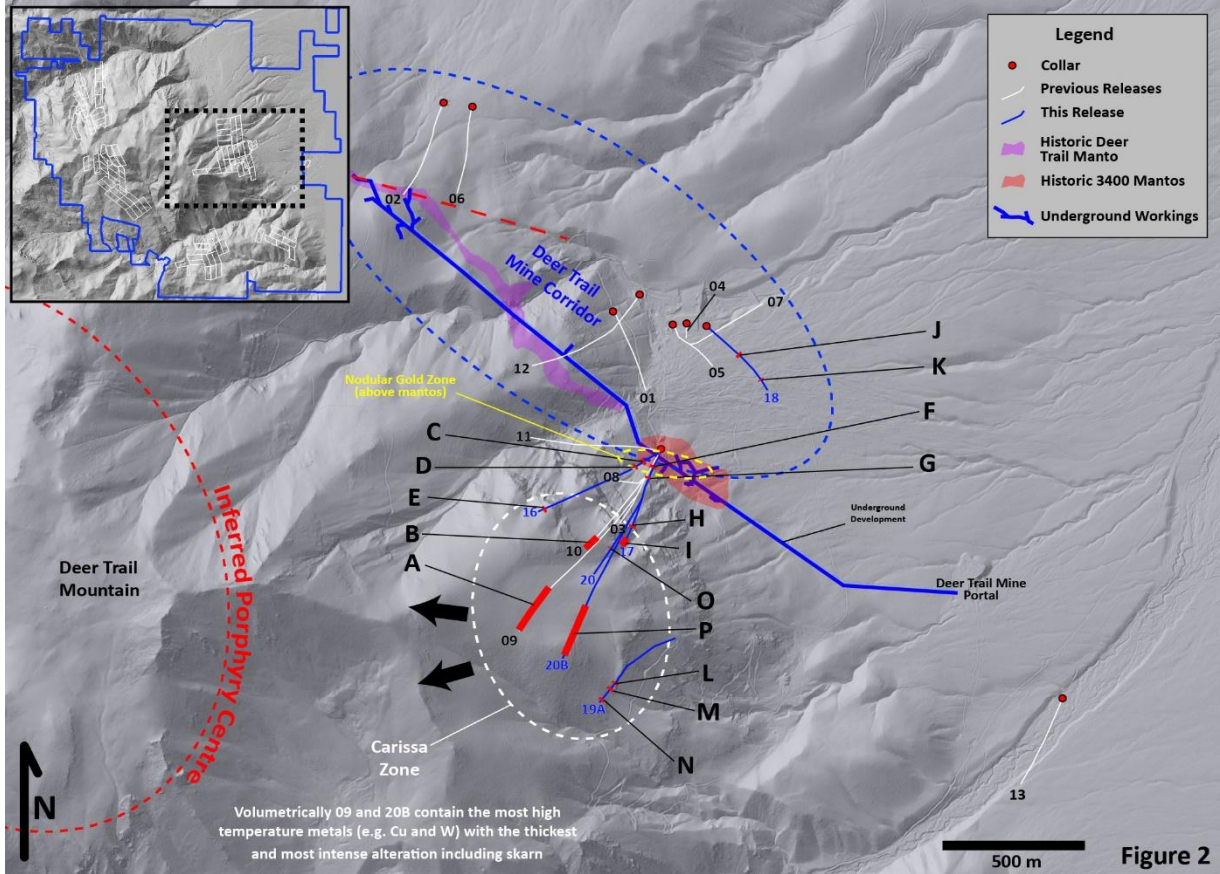 Legend
Collar
Previous Releases
This Release
Historic Deer
Trail Manto
Historic 3400 Mantos
Underground Workings
02
06
Deer Trail
Mine Corridor
04
07
J
K
05
18
12
01
Nodular Gold Zone
(above mantos)
F
C
11
D
G
08
E
16
H
03
B
10
17
I
A
20
O
09
P
20B
L
19A
M
N
Underground
Development
Deer Trail Mine
Portal
Deer Trail
Mountain
Inferred Porphyry Centre
Carissa
Zone
13
N
Volumetrically 09 and 20B contain the most high
temperature metals (e.g. Cu and W) with the thickest
and most intense alteration including skarn
500 m
Figure 2